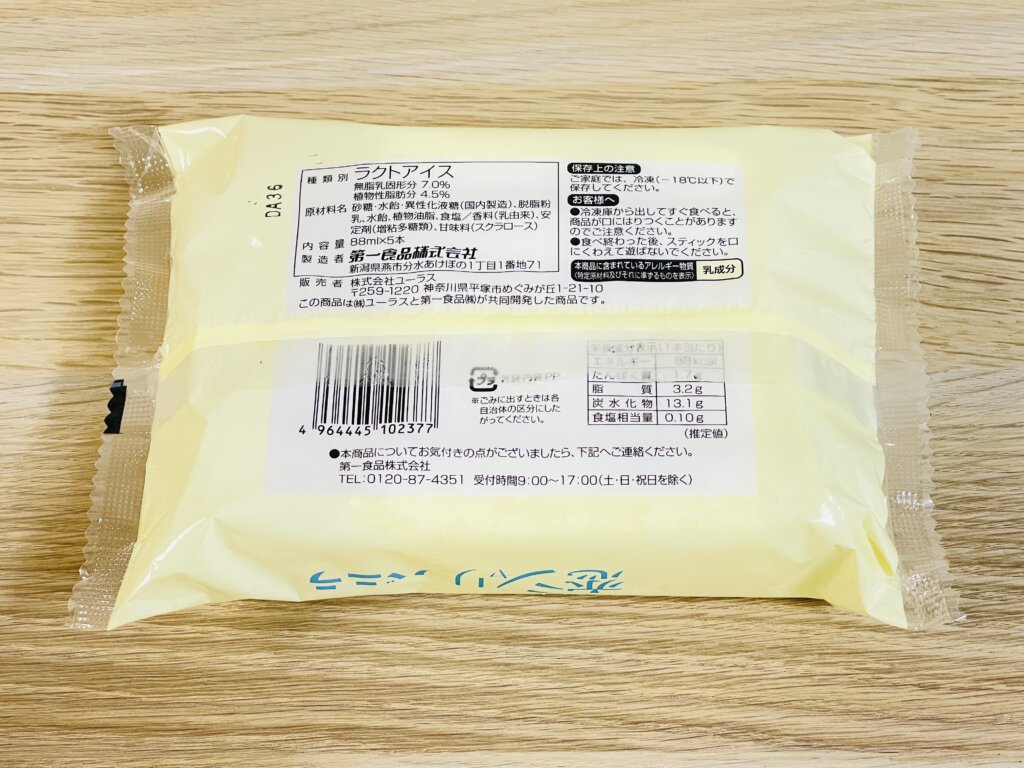 DA36
種類別 ラクトアイス
無脂乳固形分 7.0%
植物性脂肪分 4.5%
原材料名 砂糖・水飴・異性化液糖(国内製造)、脱脂粉
乳、水飴、植物油脂、食塩/香料(乳由来)、安
定剤(増粘多糖類)、甘味料(スクラロース)
内容量 88ml×5本
製造者 第一食品株式会社
新潟県燕市分水あけぼの1丁目1番地71
販売者 株式会社ユーラス
〒259-1220 神奈川県平塚市めぐみが丘1-21-10
この商品は㈱ユーラスと第一食品㈱が共同開発した商品です。
保存上の注意
ご家庭では、冷凍(−18℃以下)で
保存してください。
お客様へ
●冷凍庫から出してすぐ食べると、
商品が口にはりつくことがあります
のでご注意ください。
●食べ終わった後、スティックを口
にくわえて遊ばないでください。
本商品に含まれているアレルギー物質
(特定原材料及びそれに準ずるものを表示)
乳成分
4 964445 102377
プラ 外袋・内袋:PP
※ごみに出すときは各
自治体の区分にした
がってください。
栄養成分表示(1本当たり)
エネルギー 88kcal
たんぱく質
脂質 3.2g
炭水化物 13.1g
食塩相当量 0.10g
(推定値)
●本商品についてお気付きの点がございましたら、下記へご連絡ください。
第一食品株式会社
TEL:0120-87-4351 受付時間9:00〜17:00(土・日・祝日を除く)
バニラ